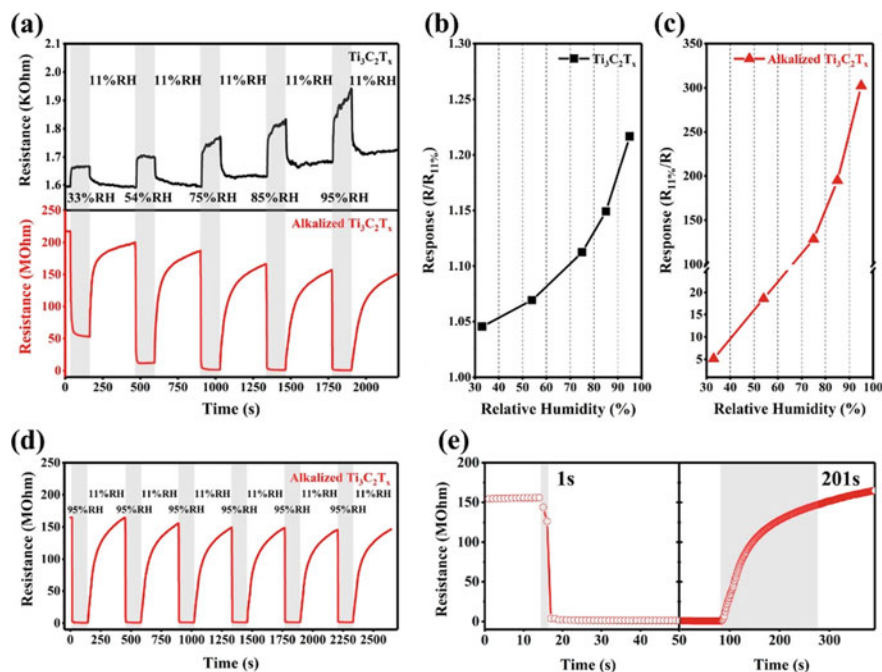 (a)
2.1
2.0
1.9
1.8
1.7
1.6
Resistance (KOhm)
Ti3C2Tx
11%RH 11%RH 11%RH 11%RH 11%RH
33%RH 54%RH 75%RH 85%RH 95%RH
250
200
150
100
50
0
Resistance (MOhm)
Alkalized Ti3C2Tx
0 250 500 750 1000 1250 1500 1750 2000
Time (s)
(b)
1.30
1.25
1.20
1.15
1.10
1.05
1.00
Response (R/R11%)
Ti3C2Tx
30 40 50 60 70 80 90 100
Relative Humidity (%)
(c)
350
300
250
200
150
100
20
15
10
5
Response (R11%/R)
Alkalized Ti3C2Tx
30 40 50 60 70 80 90 100
Relative Humidity (%)
(d)
200
150
100
50
0
Resistance (MOhm)
Alkalized Ti3C2Tx
11%RH 11%RH 11%RH 11%RH 11%RH 11%RH
95%RH 95%RH 95%RH 95%RH 95%RH 95%RH
0 250 500 750 1000 1250 1500 1750 2000 2250 2500
Time (s)
(e)
200
150
100
50
0
Resistance (MOhm)
1s
201s
0 10 20 30 40 50 100 200 300
Time (s) Time (s)